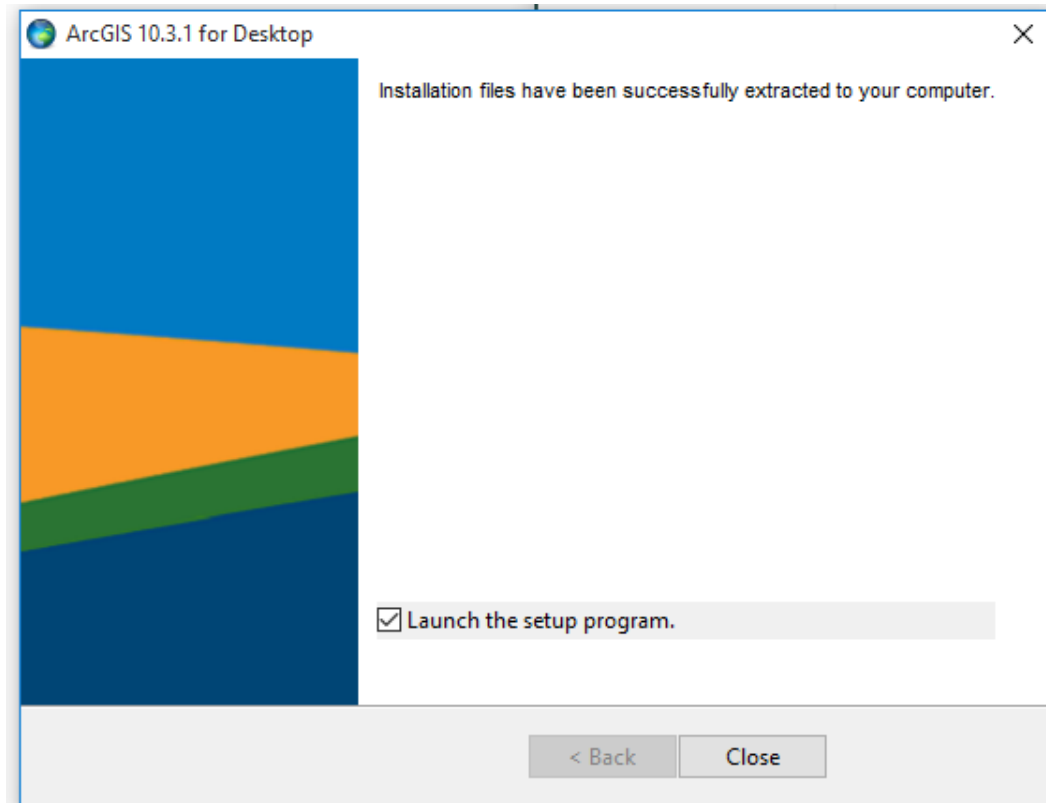 ArcGIS 10.3.1 for Desktop
Installation files have been successfully extracted to your computer.
Launch the setup program.
< Back
Close